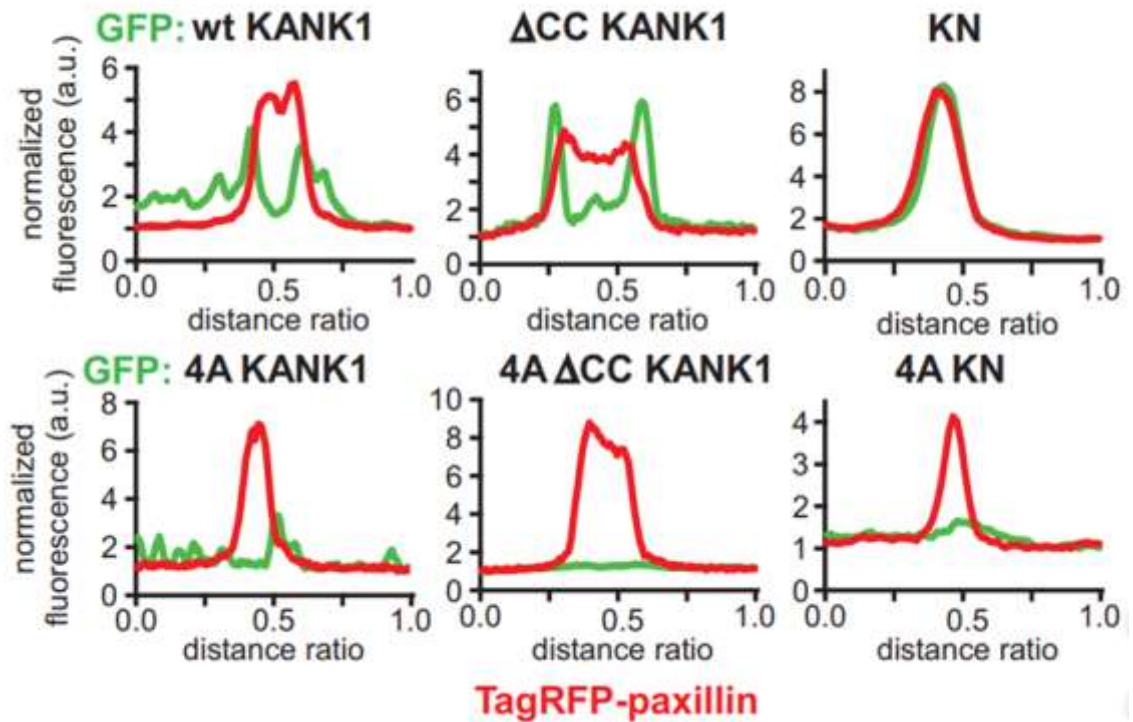 GFP: wt KANK1
ΔCC KANK1
KN
normalized
fluorescence (a.u.)
6
4
2
0
0.0
0.5
1.0
distance ratio
6
4
2
0
0.0
0.5
1.0
distance ratio
8
6
4
2
0
0.0
0.5
1.0
distance ratio
GFP: 4A KANK1
4A ΔCC KANK1
4A KN
normalized
fluorescence (a.u.)
8
6
4
2
0
0.0
0.5
1.0
distance ratio
10
8
6
4
2
0
0.0
0.5
1.0
distance ratio
4
3
2
1
0
0.0
0.5
1.0
distance ratio
TagRFP-paxillin